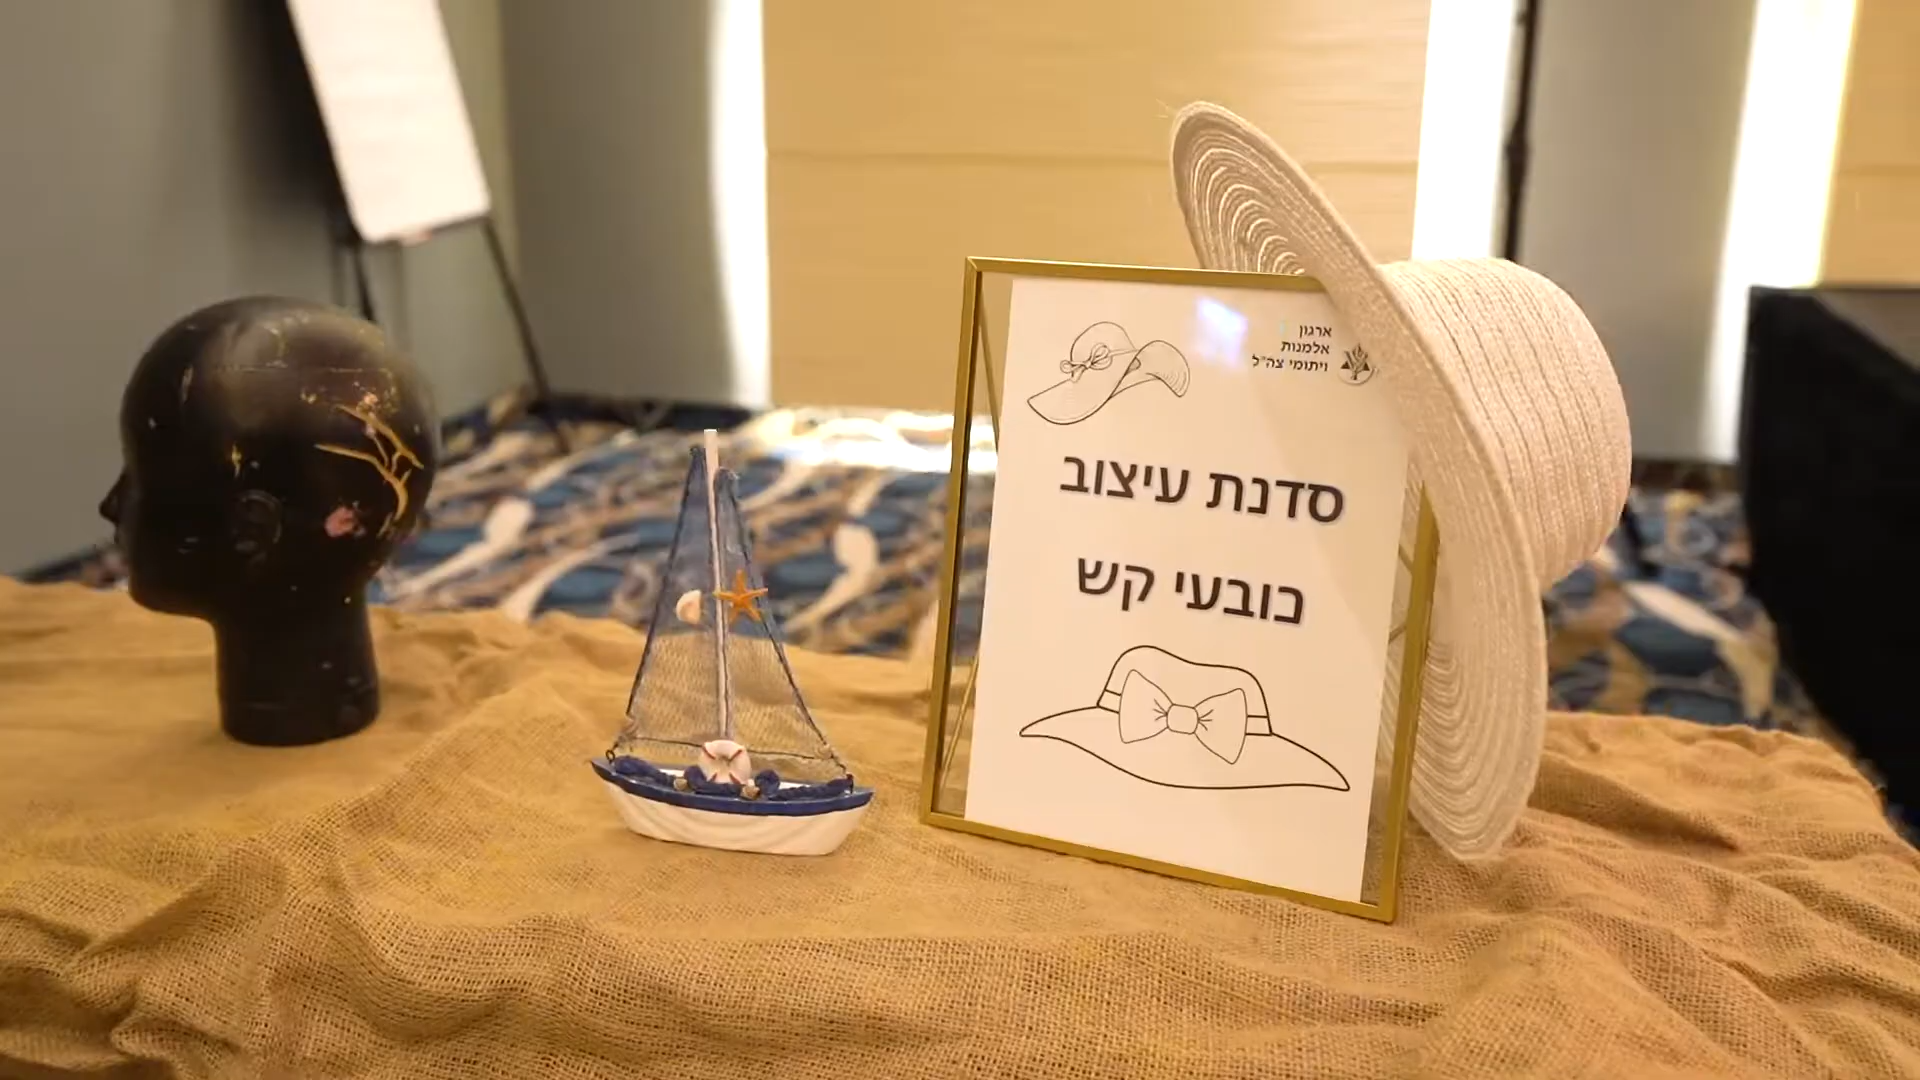 ארגון
אלמנות
ויתומי צה"ל
סדנת עיצוב
כובעי קש